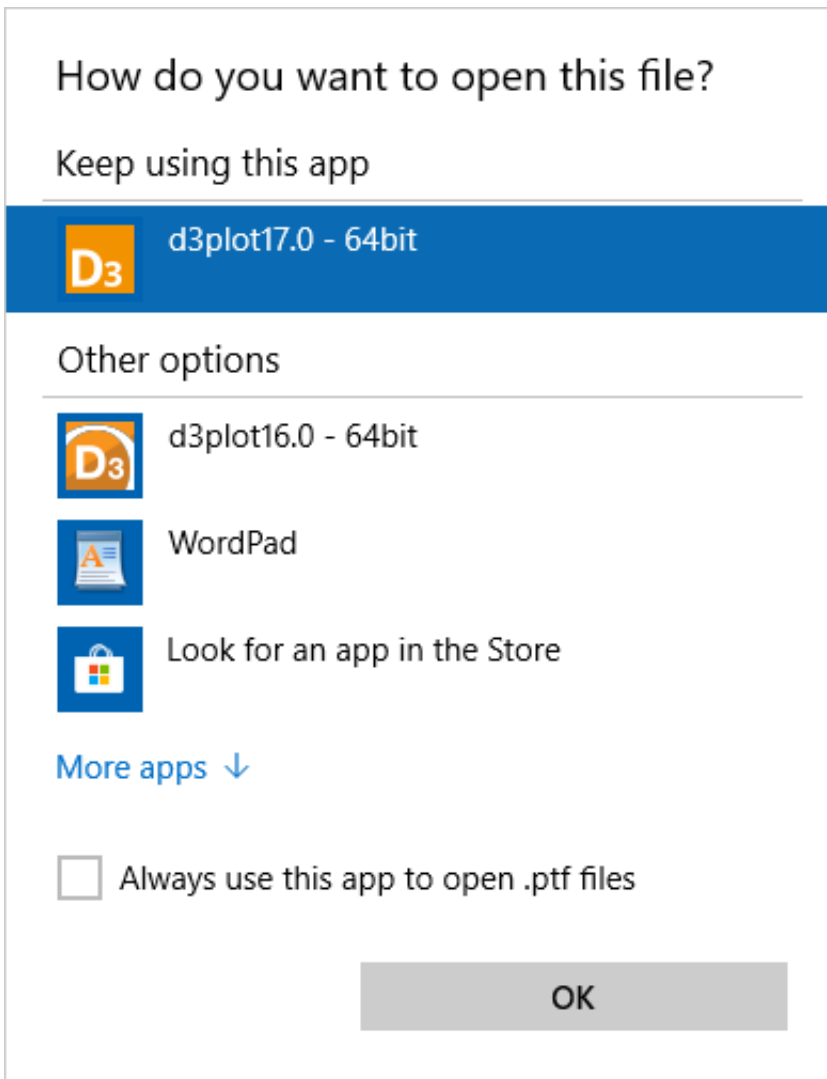 How do you want to open this file?
Keep using this app
D3
d3plot17.0 - 64bit
Other options
D3
d3plot16.0 - 64bit
A
WordPad
Look for an app in the Store
More apps ↓
Always use this app to open .ptf files
OK